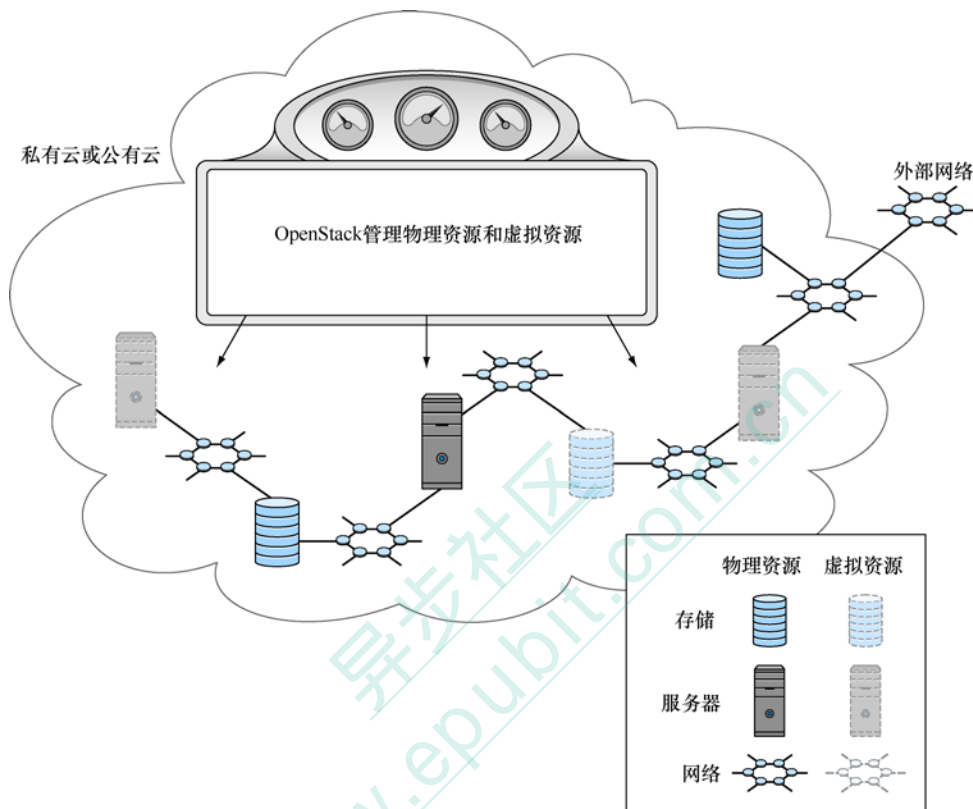 私有云或公有云
外部网络
OpenStack管理物理资源和虚拟资源
物理资源 虚拟资源
存储
服务器
网络
异步社区
www.epubit.com.cn